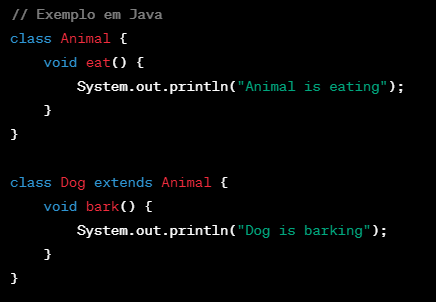 // Exemplo em Java
class Animal {
    void eat() {
        System.out.println("Animal is eating");
    }
}

class Dog extends Animal {
    void bark() {
        System.out.println("Dog is barking");
    }
}